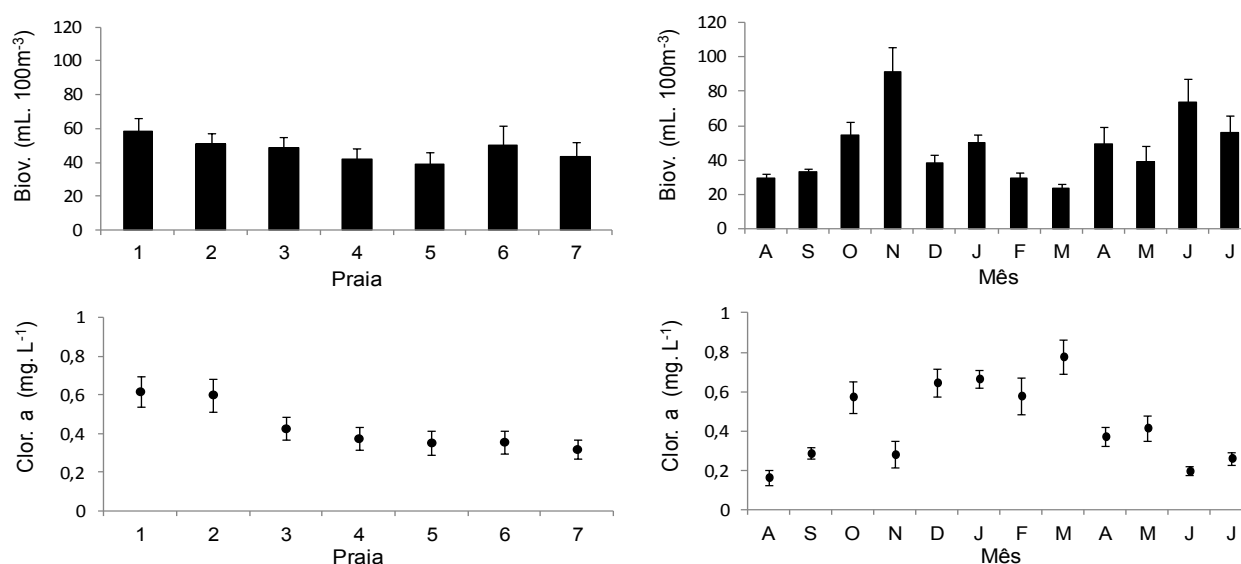 Biov. (mL. 100m⁻³)
120
100
80
60
40
20
0
1 2 3 4 5 6 7
Praia
Biov. (mL. 100m⁻³)
120
100
80
60
40
20
0
A S O N D J F M A M J J
Mês
Clor. a (mg. L⁻¹)
1
0,8
0,6
0,4
0,2
0
1 2 3 4 5 6 7
Praia
Clor. a (mg. L⁻¹)
1
0,8
0,6
0,4
0,2
0
A S O N D J F M A M J J
Mês